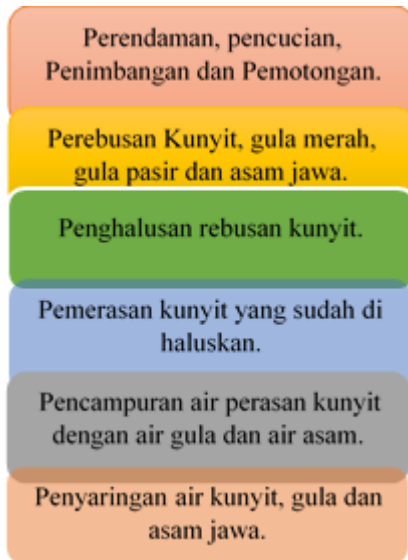 Perendaman, pencucian,
Penimbangan dan Pemotongan.
Perebusan Kunyit, gula merah,
gula pasir dan asam jawa.
Penghalusan rebusan kunyit.
Pemerasan kunyit yang sudah di
haluskan.
Pencampuran air perasan kunyit
dengan air gula dan air asam.
Penyaringan air kunyit, gula dan
asam jawa.